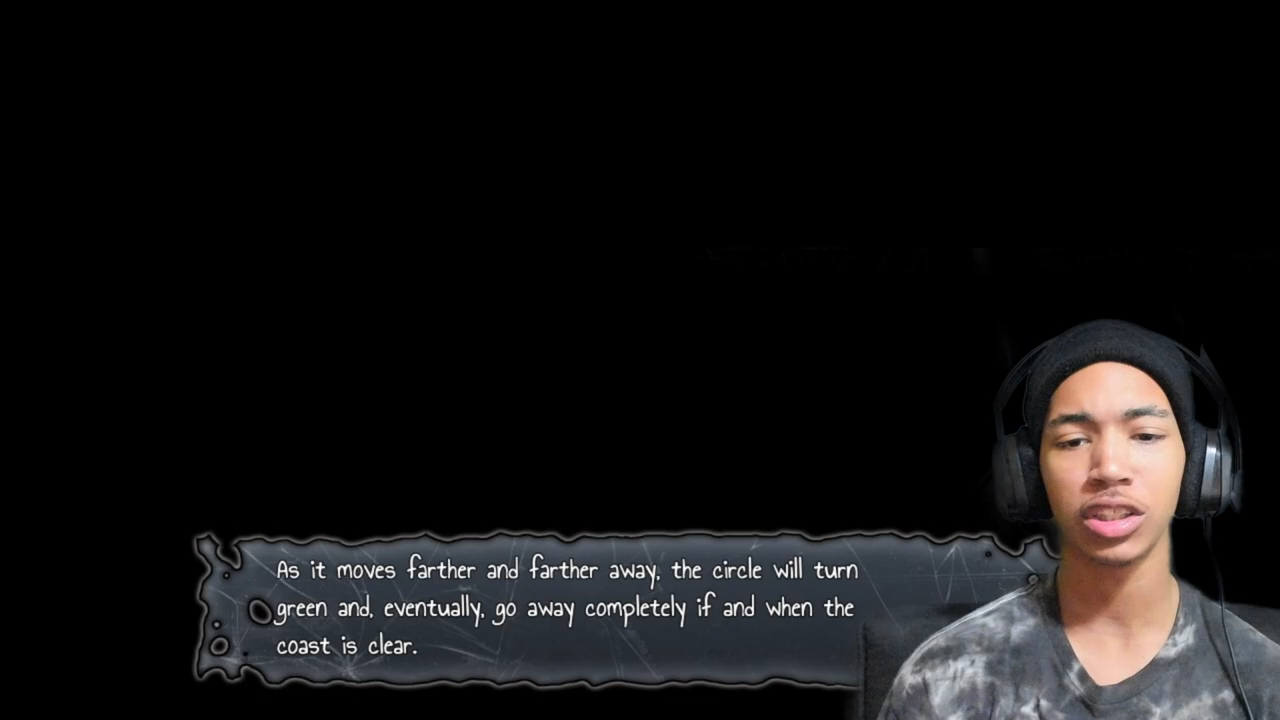 As it moves farther and farther away, the circle will turn
green and, eventually, go away completely if and when the
coast is clear.